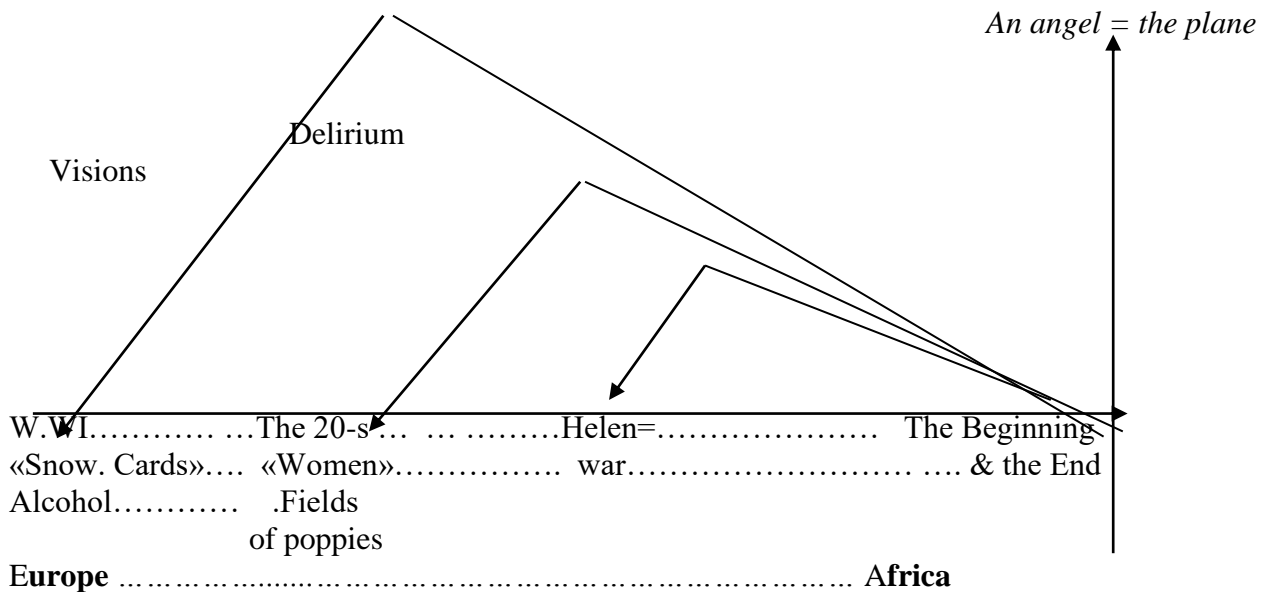 An angel = the plane
Delirium
Visions
W.WI………… …The 20-s … … ………Helen=………………… The Beginning
«Snow. Cards»…. «Women»……………. war……………………… …. & the End
Alcohol………… .Fields
of poppies
Europe ……………......………………………………………………… Africa